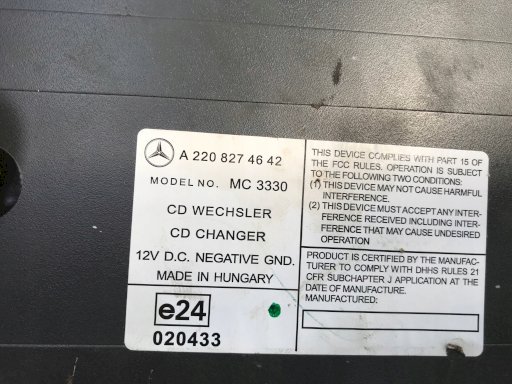 A 220 827 46 42
MODEL NO. MC 3330
CD WECHSLER
CD CHANGER
12V D.C. NEGATIVE GND.
MADE IN HUNGARY
e24
020433
THIS DEVICE COMPLIES WITH PART 15 OF
THE FCC RULES. OPERATION IS SUBJECT
TO THE FOLLOWING TWO CONDITIONS:
(1) THIS DEVICE MAY NOT CAUSE HARMFUL
INTERFERENCE.
(2) THIS DEVICE MUST ACCEPT ANY INTER-
FERENCE RECEIVED INCLUDING INTER-
FERENCE THAT MAY CAUSE UNDESIRED
OPERATION
PRODUCT IS CERTIFIED BY THE MANUFAC-
TURER TO COMPLY WITH DHHS RULES 21
CFR SUBCHAPTER J APPLICATION AT THE
DATE OF MANUFACTURE.
MANUFACTURED: